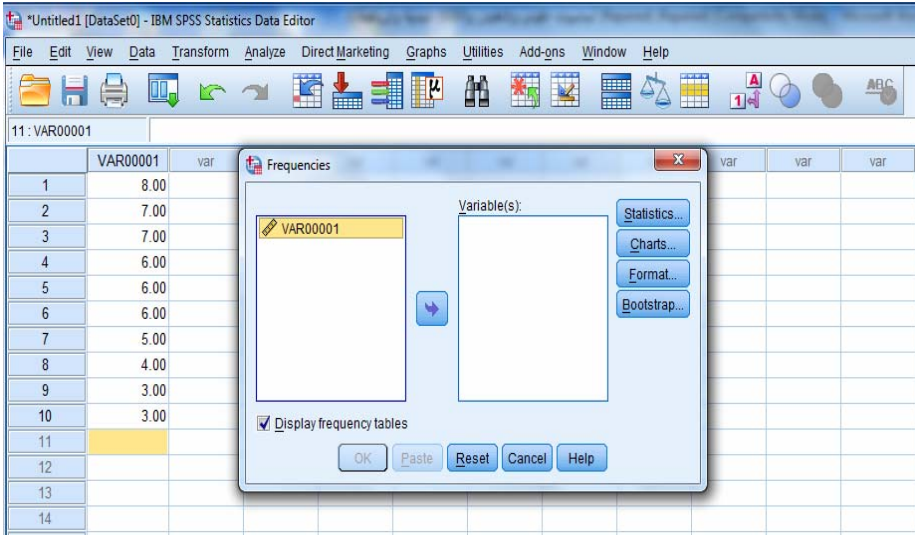 *Untitled1 [DataSet0] - IBM SPSS Statistics Data Editor
File Edit View Data Transform Analyze Direct Marketing Graphs Utilities Add-ons Window Help
A
1
ABC
11 : VAR00001
VAR00001 var var var var
1 8.00
2 7.00
3 7.00
4 6.00
5 6.00
6 6.00
7 5.00
8 4.00
9 3.00
10 3.00
11
12
13
14
Frequencies
VAR00001
Variable(s):
Statistics...
Charts...
Format...
Bootstrap...
Display frequency tables
OK Paste Reset Cancel Help